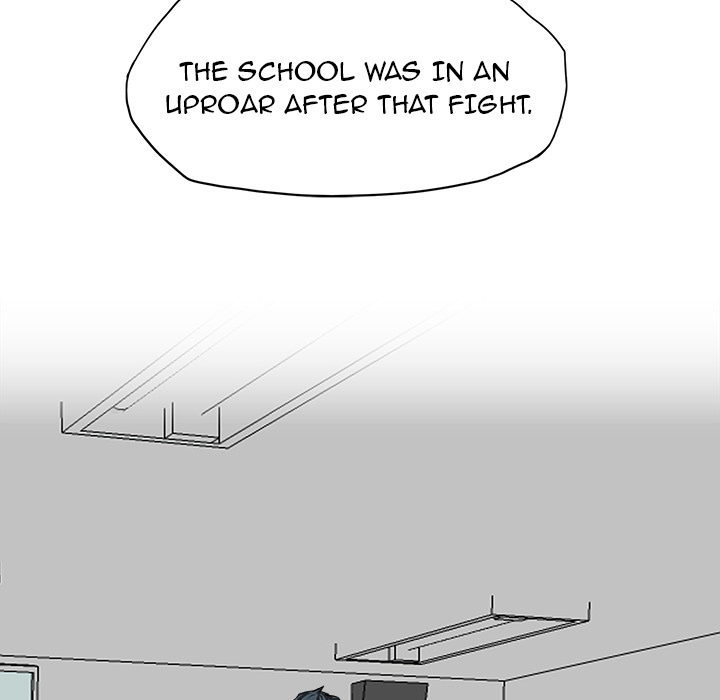 THE SCHOOL WAS IN AN
UPROAR AFTER THAT FIGHT.